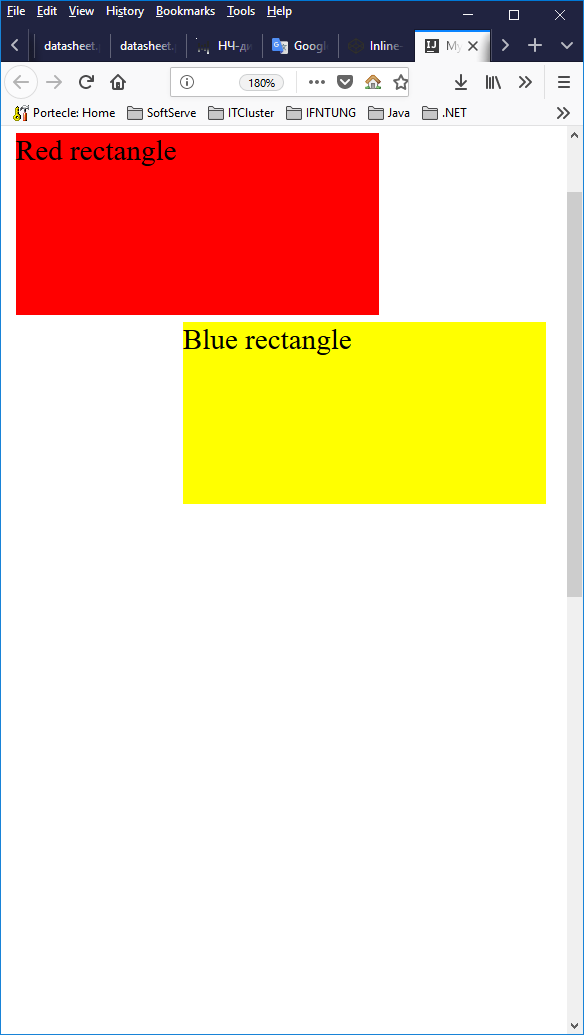 File Edit View History Bookmarks Tools Help
datasheet. datasheet. НЧ-ди Googl Inline- My
180%
Portecle: Home SoftServe ITCluster IFNTUNG Java .NET
Red rectangle
Blue rectangle